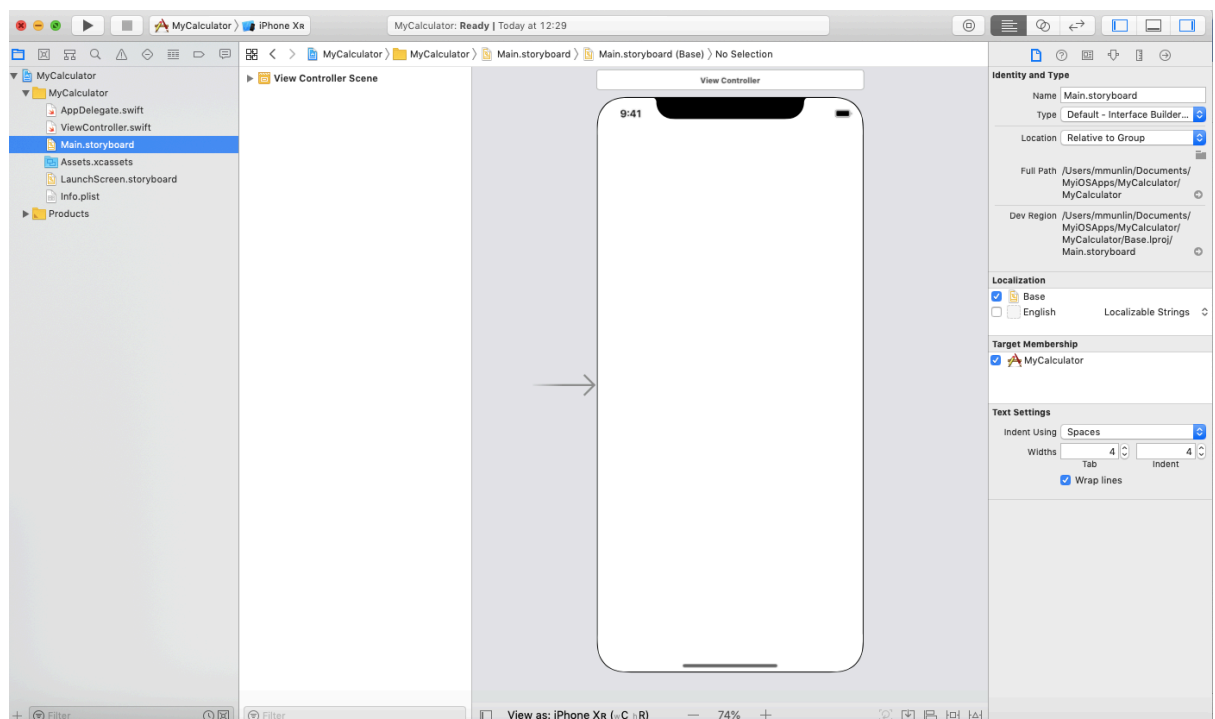 MyCalculator
iPhone XR
MyCalculator: Ready | Today at 12:29
MyCalculator
MyCalculator
Main.storyboard
Main.storyboard (Base)
No Selection
MyCalculator
MyCalculator
AppDelegate.swift
ViewController.swift
Main.storyboard
Assets.xcassets
LaunchScreen.storyboard
Info.plist
Products
Filter
View Controller Scene
Filter
View Controller
9:41
View as: iPhone XR (wC hR)
74%
Identity and Type
Name Main.storyboard
Type Default - Interface Builder...
Location Relative to Group
Full Path /Users/mmunlin/Documents/
MyiOSApps/MyCalculator/
MyCalculator
Dev Region /Users/mmunlin/Documents/
MyiOSApps/MyCalculator/
MyCalculator/Base.lproj/
Main.storyboard
Localization
Base
English Localizable Strings
Target Membership
MyCalculator
Text Settings
Indent Using Spaces
Widths 4 4
Tab Indent
Wrap lines